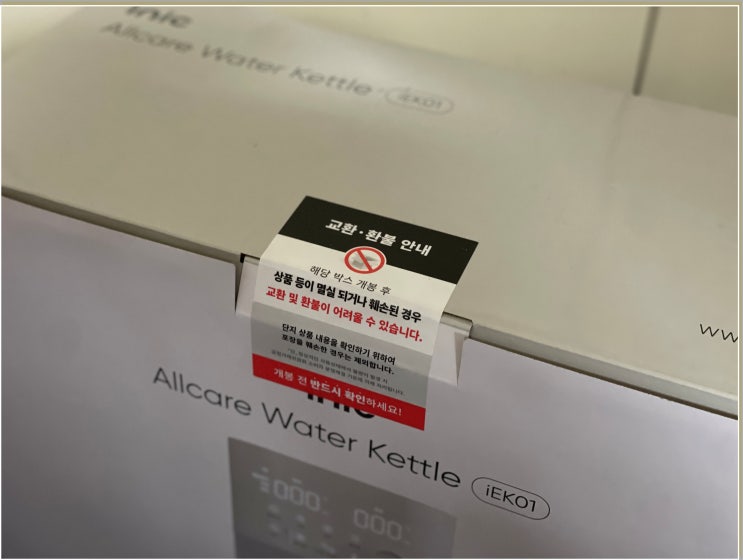 inic
Allcare Water Kettle iEK01
교환·환불 안내
해당 박스 개봉 후
상품 등이 멸실 되거나 훼손된 경우
교환 및 환불이 어려울 수 있습니다.
단지 상품 내용을 확인하기 위하여
포장을 훼손한 경우는 제외합니다.
개봉 전 반드시 확인하세요!
inic
Allcare Water Kettle iEK01